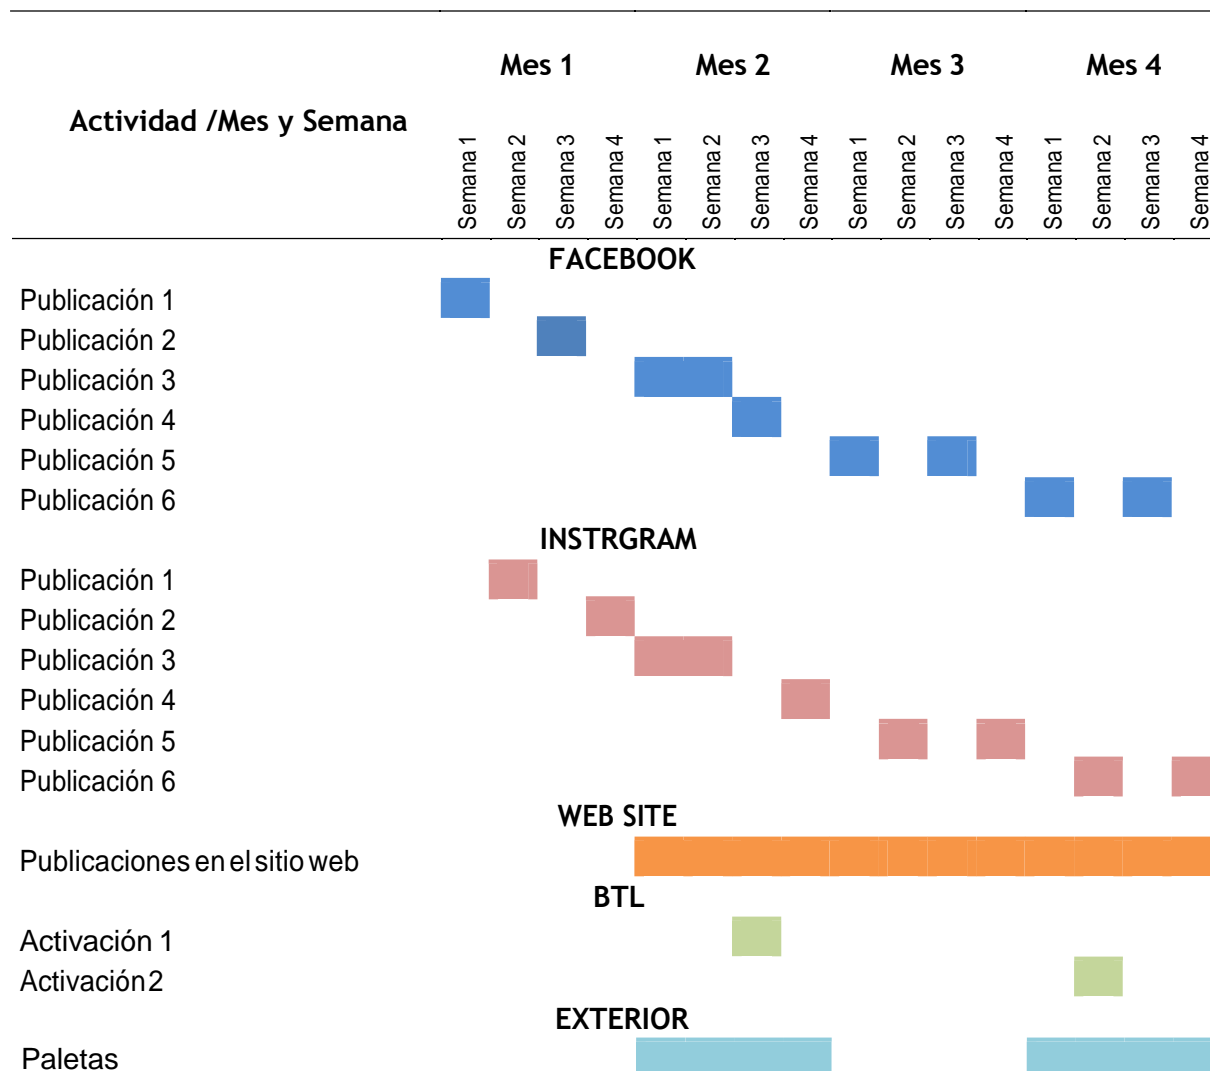 Mes 1 Mes 2 Mes 3 Mes 4
Actividad /Mes y Semana
Semana 1 Semana 2 Semana 3 Semana 4 Semana 1 Semana 2 Semana 3 Semana 4 Semana 1 Semana 2 Semana 3 Semana 4 Semana 1 Semana 2 Semana 3 Semana 4
FACEBOOK
Publicación 1
Publicación 2
Publicación 3
Publicación 4
Publicación 5
Publicación 6
INSTRGRAM
Publicación 1
Publicación 2
Publicación 3
Publicación 4
Publicación 5
Publicación 6
WEB SITE
Publicaciones en el sitio web
BTL
Activación 1
Activación2
EXTERIOR
Paletas